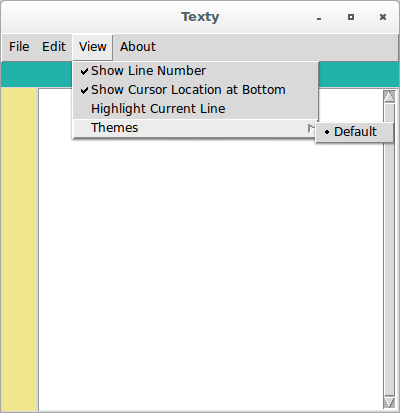 Texty
File Edit View About
Show Line Number
Show Cursor Location at Bottom
Highlight Current Line
Themes
Default